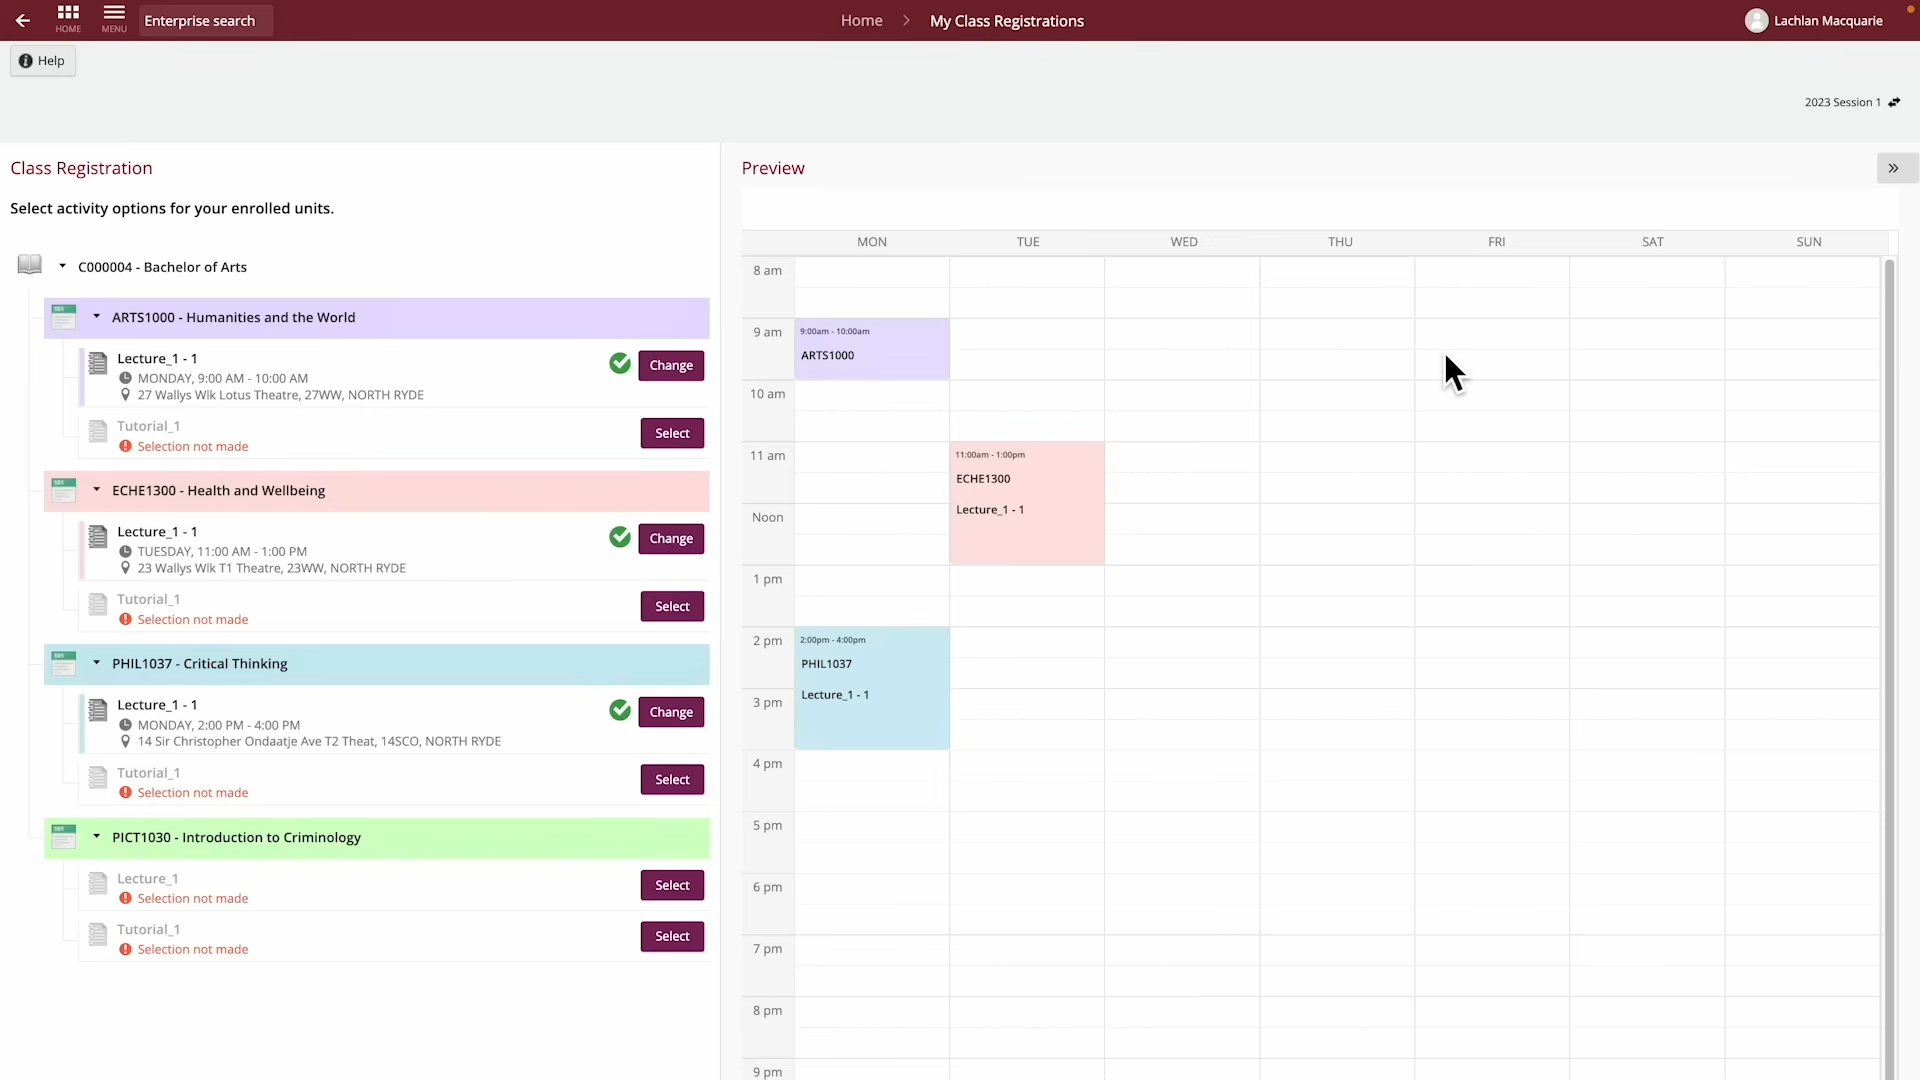 HOME
MENU
Enterprise search
Home
My Class Registrations
Lachlan Macquarie
Help
2023 Session 1
Class Registration
Select activity options for your enrolled units.
C000004 - Bachelor of Arts
ARTS1000 - Humanities and the World
Lecture_1 - 1
MONDAY, 9:00 AM - 10:00 AM
27 Wallys Wlk Lotus Theatre, 27WW, NORTH RYDE
Change
Tutorial_1
Selection not made
Select
ECHE1300 - Health and Wellbeing
Lecture_1 - 1
TUESDAY, 11:00 AM - 1:00 PM
23 Wallys Wlk T1 Theatre, 23WW, NORTH RYDE
Change
Tutorial_1
Selection not made
Select
PHIL1037 - Critical Thinking
Lecture_1 - 1
MONDAY, 2:00 PM - 4:00 PM
14 Sir Christopher Ondaatje Ave T2 Theat, 14SCO, NORTH RYDE
Change
Tutorial_1
Selection not made
Select
PICT1030 - Introduction to Criminology
Lecture_1
Selection not made
Select
Tutorial_1
Selection not made
Select
Preview
»
MON TUE WED THU FRI SAT SUN
8 am
9 am
9:00am - 10:00am
ARTS1000
10 am
11 am
11:00am - 1:00pm
ECHE1300
Lecture_1 - 1
Noon
1 pm
2 pm
2:00pm - 4:00pm
PHIL1037
Lecture_1 - 1
3 pm
4 pm
5 pm
6 pm
7 pm
8 pm
9 pm